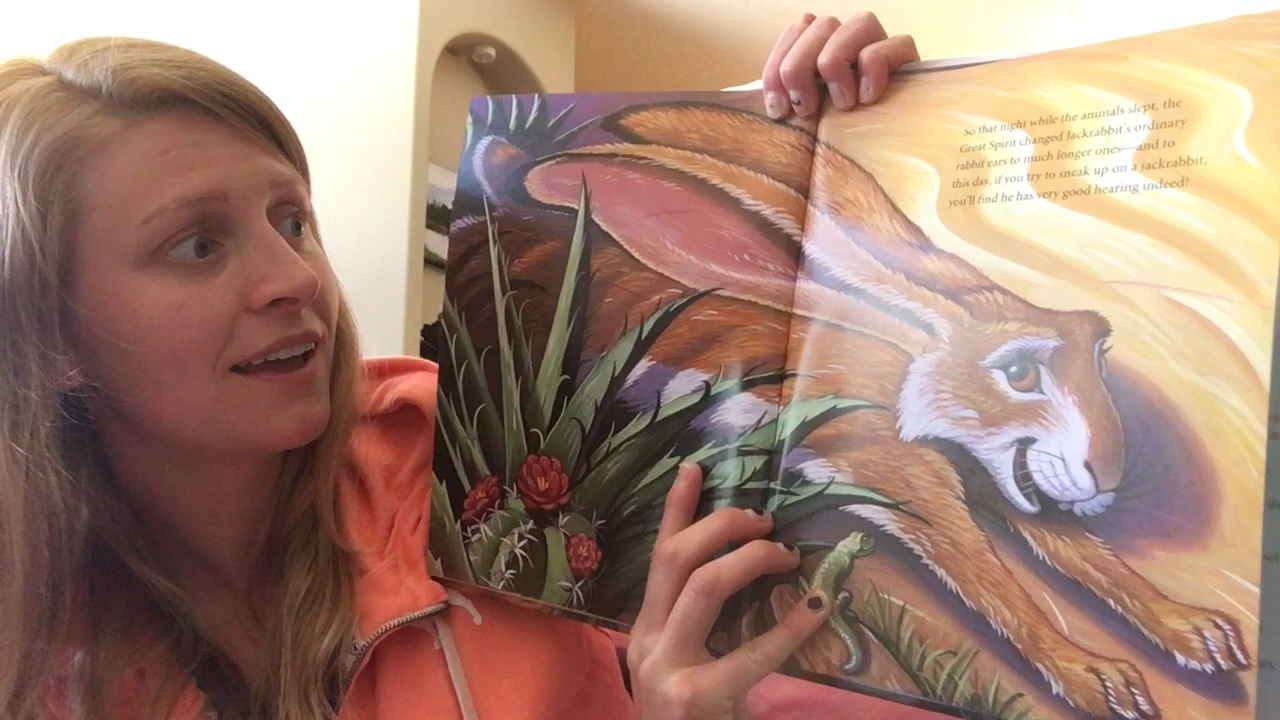 So that night while the animals slept, the
Great Spirit changed Jackrabbit's ordinary
rabbit ears to much longer ones—and to
this day, if you try to sneak up on a jackrabbit,
you'll find he has very good hearing indeed!